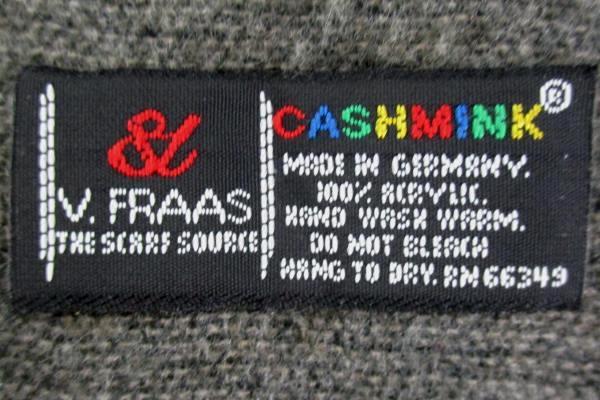 &
V. FRAAS
THE SCARF SOURCE
CASHMINK®
MADE IN GERMANY.
100% ACRYLIC.
HAND WASH WARM.
DO NOT BLEACH
HANG TO DRY. RN 66349